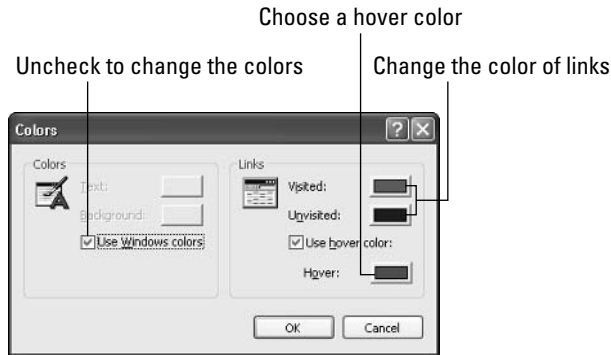 Choose a hover color
Uncheck to change the colors
Change the color of links
Colors
Colors
Text:
Background:
Use Windows colors
Links
Visited:
Unvisited:
Use hover color:
Hover:
OK
Cancel